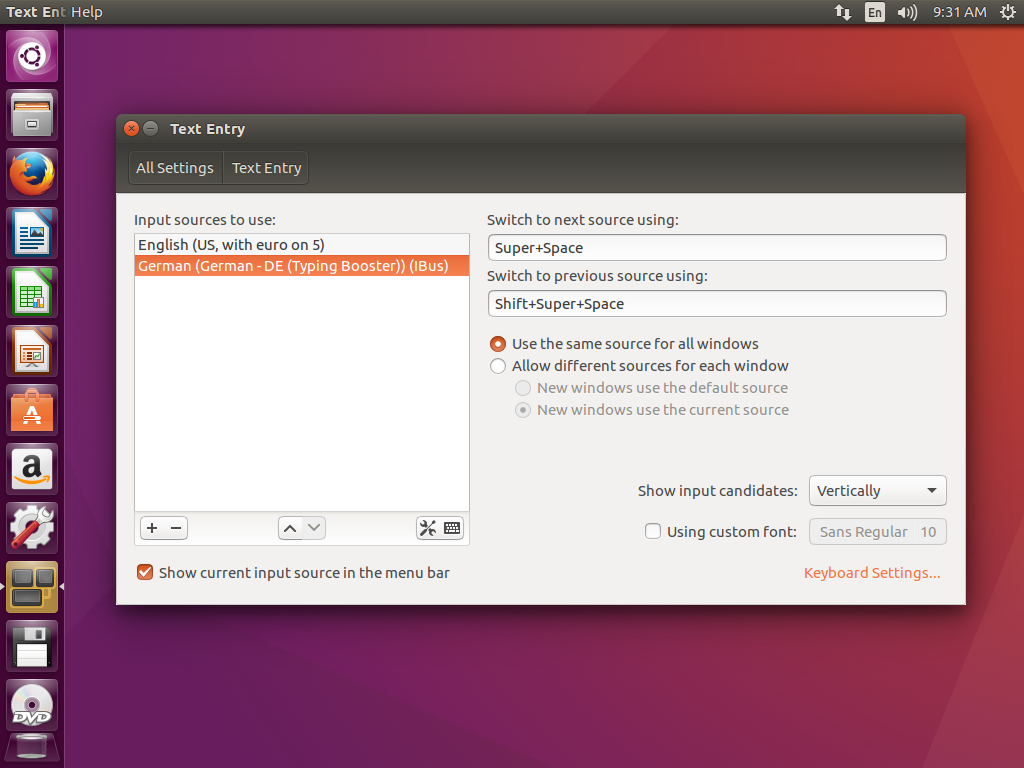 Text Ent Help
En
9:31 AM
Text Entry
All Settings
Text Entry
Input sources to use:
English (US, with euro on 5)
German (German - DE (Typing Booster)) (IBus)
Show current input source in the menu bar
Switch to next source using:
Super+Space
Switch to previous source using:
Shift+Super+Space
Use the same source for all windows
Allow different sources for each window
New windows use the default source
New windows use the current source
Show input candidates:
Vertically
Using custom font:
Sans Regular 10
Keyboard Settings...
A
a
DVD